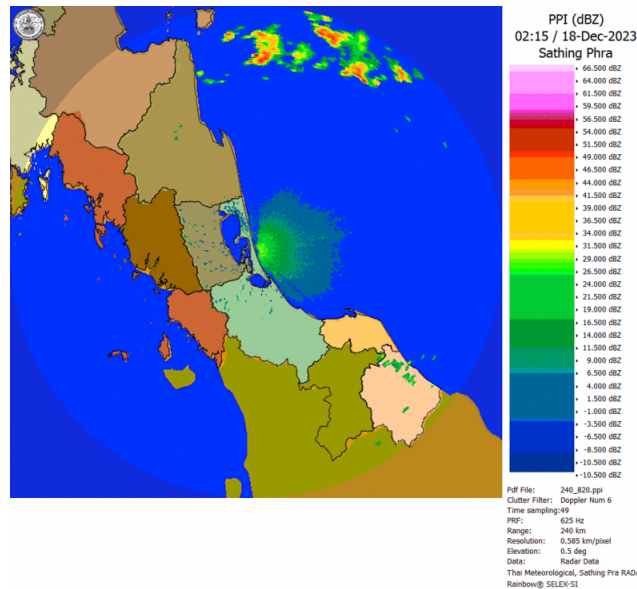 PPI (dBZ)
02:15 / 18-Dec-2023
Sathing Phra
66.500 dBZ
64.000 dBZ
61.500 dBZ
59.500 dBZ
56.500 dBZ
54.000 dBZ
51.500 dBZ
49.000 dBZ
46.500 dBZ
44.000 dBZ
41.500 dBZ
39.000 dBZ
36.500 dBZ
34.000 dBZ
31.500 dBZ
29.000 dBZ
26.500 dBZ
24.000 dBZ
21.500 dBZ
19.000 dBZ
16.500 dBZ
14.000 dBZ
11.500 dBZ
9.000 dBZ
6.500 dBZ
4.000 dBZ
1.500 dBZ
-1.000 dBZ
-3.500 dBZ
-6.500 dBZ
-8.500 dBZ
-10.500 dBZ
-10.500 dBZ
Pdf File: 240_820.ppi
Clutter Filter: Doppler Num 6
Time sampling:49
PRF: 625 Hz
Range: 240 km
Resolution: 0.585 km/pixel
Elevation: 0.5 deg
Data: Radar Data
Thai Meteorological, Sathing Pra RAD
Rainbow® SELEX-SI